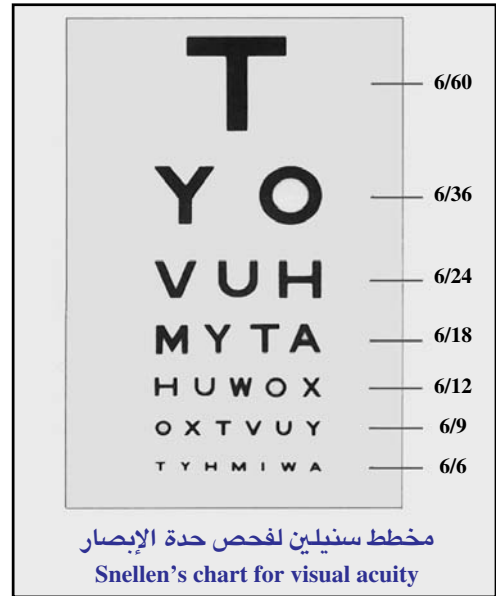 T 6/60
Y O 6/36
V U H 6/24
M Y T A 6/18
H U W O X 6/12
O X T V U Y 6/9
T Y H M I W A 6/6
مخطط سنيلين لفحص حدة الإبصار
Snellen's chart for visual acuity